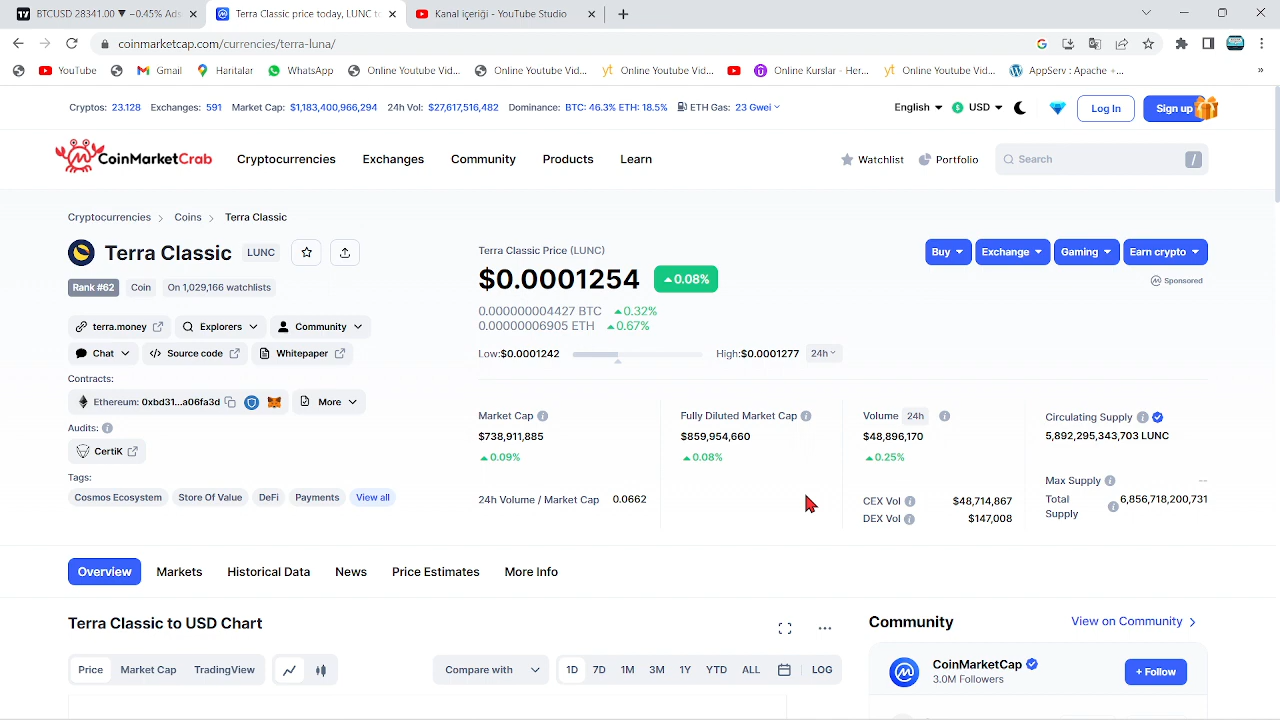 BTCUSD 28341.00 ▼ −0.45% Ads
Terra Classic price today, LUNC to
Kanal içeriği - YouTube Studio
coinmarketcap.com/currencies/terra-luna/
YouTube
Gmail
Haritalar
WhatsApp
Online Youtube Vid...
Online Youtube Vid...
Online Youtube Vid...
Online Kurslar - Her...
Online Youtube Vid...
AppServ : Apache +...
»
Cryptos: 23.128 Exchanges: 591 Market Cap: $1,183,400,966,294 24h Vol: $27,617,516,482 Dominance: BTC: 46.3% ETH: 18.5% ETH Gas: 23 Gwei
English USD Log In Sign up
CoinMarketCrab Cryptocurrencies Exchanges Community Products Learn
Watchlist Portfolio Search /
Cryptocurrencies > Coins > Terra Classic
Terra Classic LUNC
Rank #62 Coin On 1,029,166 watchlists
terra.money Explorers Community
Chat Source code Whitepaper
Contracts:
Ethereum: 0xbd31...a06fa3d More
Audits:
CertiK
Tags:
Cosmos Ecosystem Store Of Value DeFi Payments View all
Terra Classic Price (LUNC)
$0.0001254 0.08%
0.000000004427 BTC 0.32%
0.00000006905 ETH 0.67%
Low:$0.0001242 High:$0.0001277 24h
Buy Exchange Gaming Earn crypto
Sponsored
Market Cap
$738,911,885
0.09%
24h Volume / Market Cap 0.0662
Fully Diluted Market Cap
$859,954,660
0.08%
Volume 24h
$48,896,170
0.25%
CEX Vol $48,714,867
DEX Vol $147,008
Circulating Supply
5,892,295,343,703 LUNC
Max Supply --
Total Supply 6,856,718,200,731
Overview Markets Historical Data News Price Estimates More Info
Terra Classic to USD Chart
Price Market Cap TradingView
Compare with 1D 7D 1M 3M 1Y YTD ALL LOG
Community View on Community >
CoinMarketCap
3.0M Followers
+ Follow